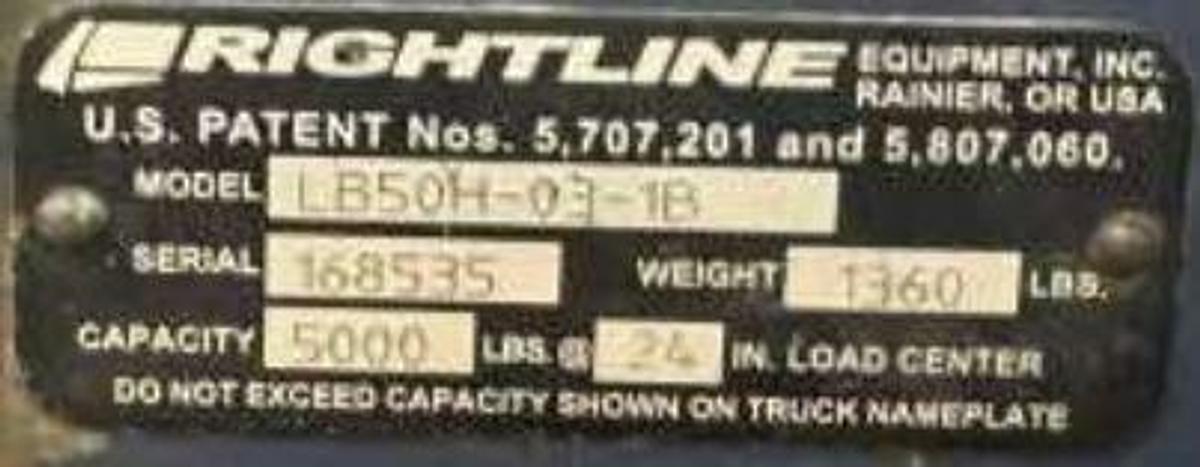 RIGHTLINE EQUIPMENT, INC.
RAINIER, OR USA
U.S. PATENT Nos. 5,707,201 and 5,807,060.
MODEL LB50H-03-1B
SERIAL 168535 WEIGHT 1360 LBS.
CAPACITY 5000 LBS. @ 24 IN. LOAD CENTER
DO NOT EXCEED CAPACITY SHOWN ON TRUCK NAMEPLATE